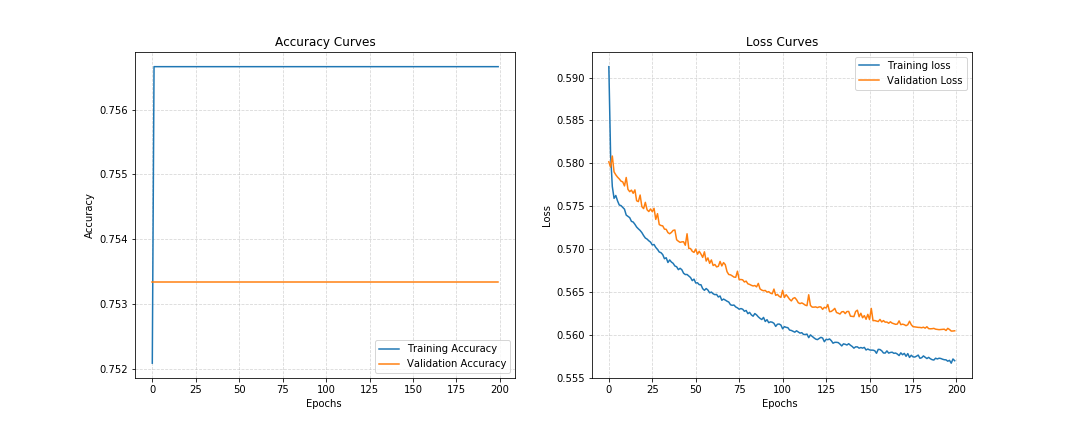 Accuracy Curves
0.756
0.755
0.754
0.753
0.752
Accuracy
0 25 50 75 100 125 150 175 200
Epochs
Training Accuracy
Validation Accuracy
Loss Curves
0.590
0.585
0.580
0.575
0.570
0.565
0.560
0.555
Loss
0 25 50 75 100 125 150 175 200
Epochs
Training loss
Validation Loss